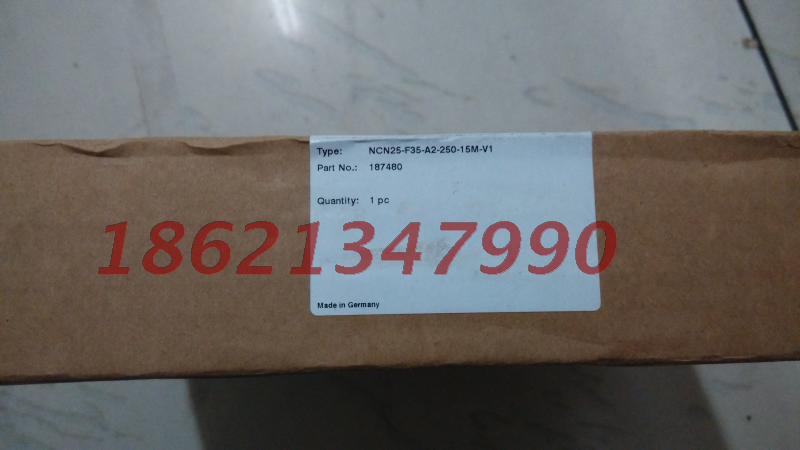 Type: NCN25-F35-A2-250-15M-V1
Part No.: 187480
Quantity: 1 pc
18621347990
Made in Germany